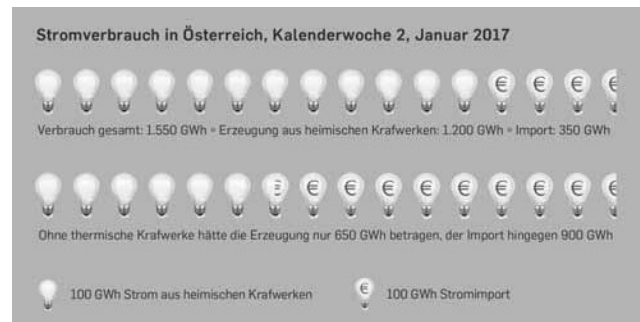 Stromverbrauch in Österreich, Kalenderwoche 2, Januar 2017
€ € € €
Verbrauch gesamt: 1.550 GWh • Erzeugung aus heimischen Krafwerken: 1.200 GWh • Import: 350 GWh
€ € € € € € € € € €
Ohne thermische Krafwerke hätte die Erzeugung nur 650 GWh betragen, der Import hingegen 900 GWh
100 GWh Strom aus heimischen Krafwerken
€ 100 GWh Stromimport